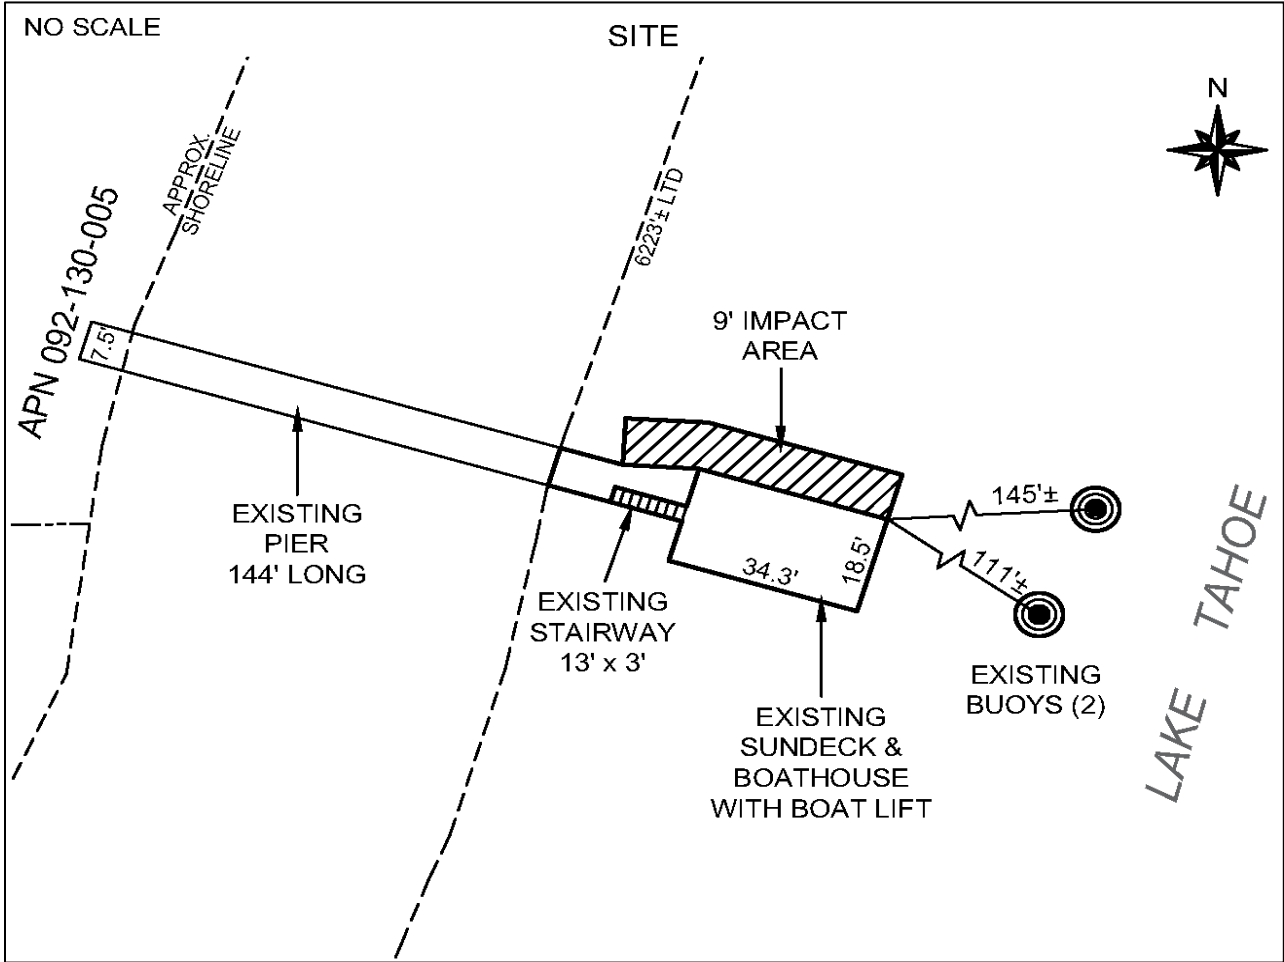 NO SCALE
SITE
N
APPROX.
SHORELINE
6223'± LTD
APN 092-130-005
7.5'
9' IMPACT
AREA
145'±
111'±
EXISTING
PIER
144' LONG
EXISTING
STAIRWAY
13' x 3'
34.3'
18.5'
EXISTING
BUOYS (2)
EXISTING
SUNDECK &
BOATHOUSE
WITH BOAT LIFT
LAKE TAHOE